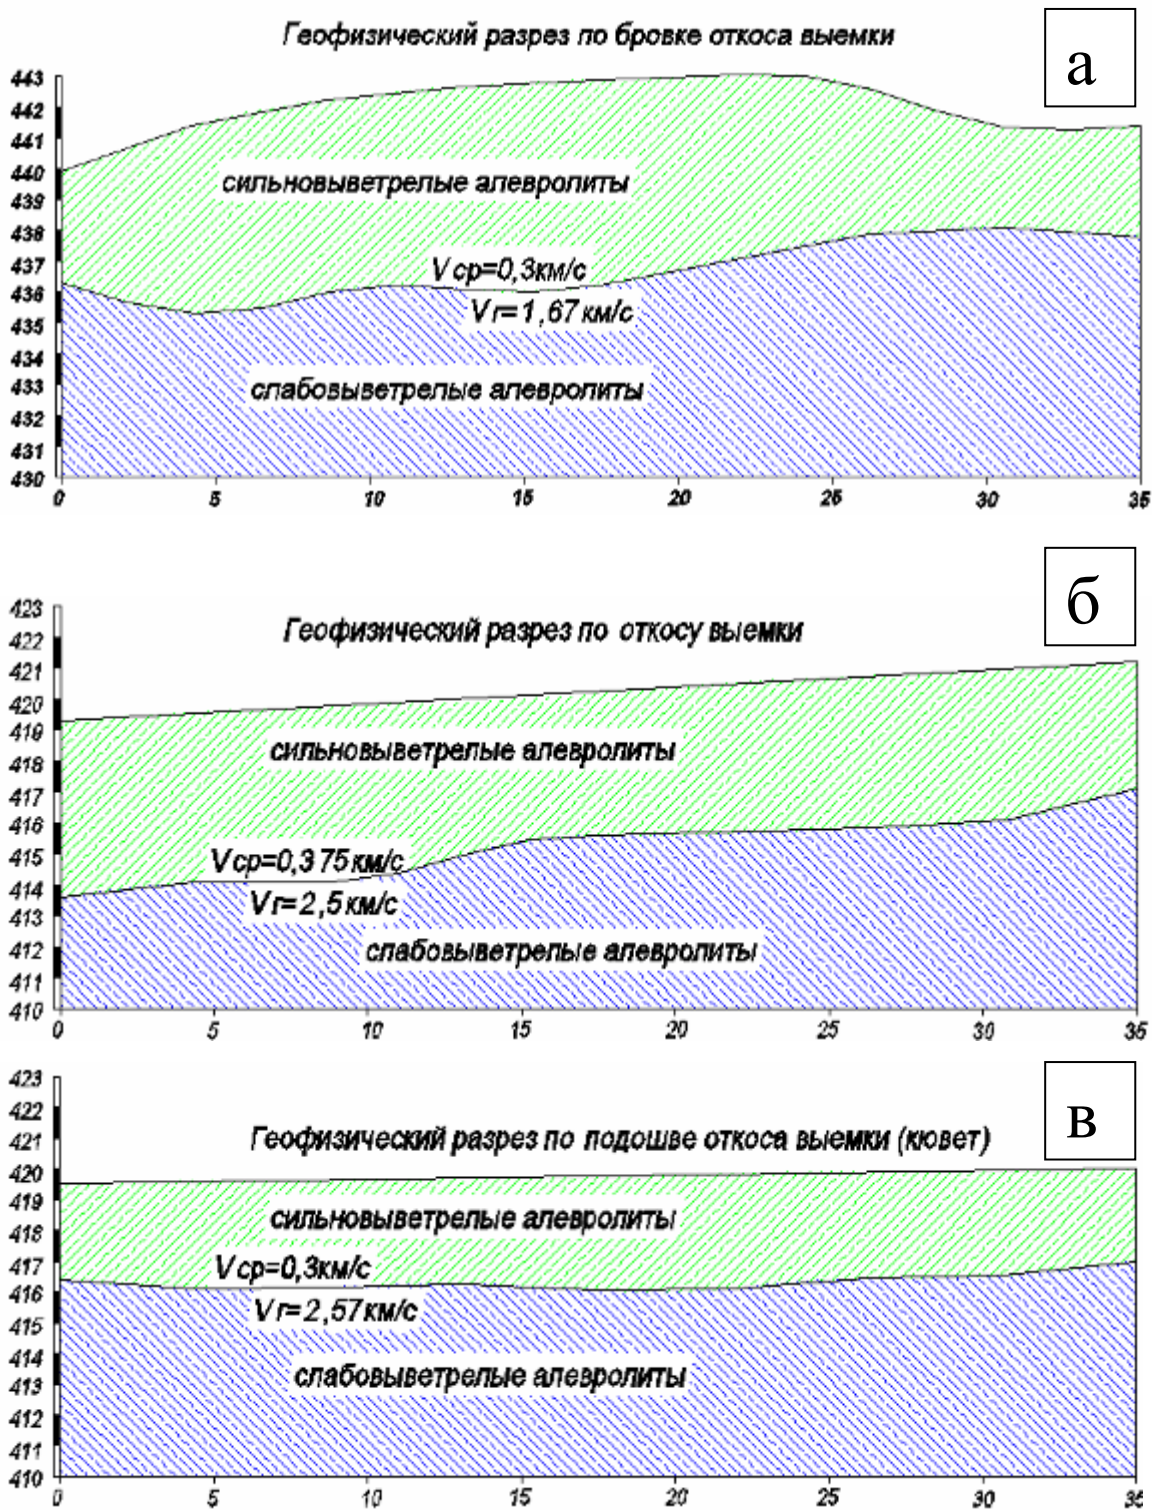 Геофизический разрез по бровке откоса выемки
а
443
442
441
440
439
438
437
436
435
434
433
432
431
430
сильновыветрелые алевролиты
Vср=0,3км/с
Vг=1,67км/с
слабовыветрелые алевролиты
0 5 10 15 20 25 30 35
б
Геофизический разрез по откосу выемки
423
422
421
420
419
418
417
416
415
414
413
412
411
410
сильновыветрелые алевролиты
Vср=0,375км/с
Vг=2,5км/с
слабовыветрелые алевролиты
0 5 10 15 20 25 30 35
в
Геофизический разрез по подошве откоса выемки (кювет)
423
422
421
420
419
418
417
416
415
414
413
412
411
410
сильновыветрелые алевролиты
Vср=0,3км/с
Vг=2,57км/с
слабовыветрелые алевролиты
0 5 10 15 20 25 30 35